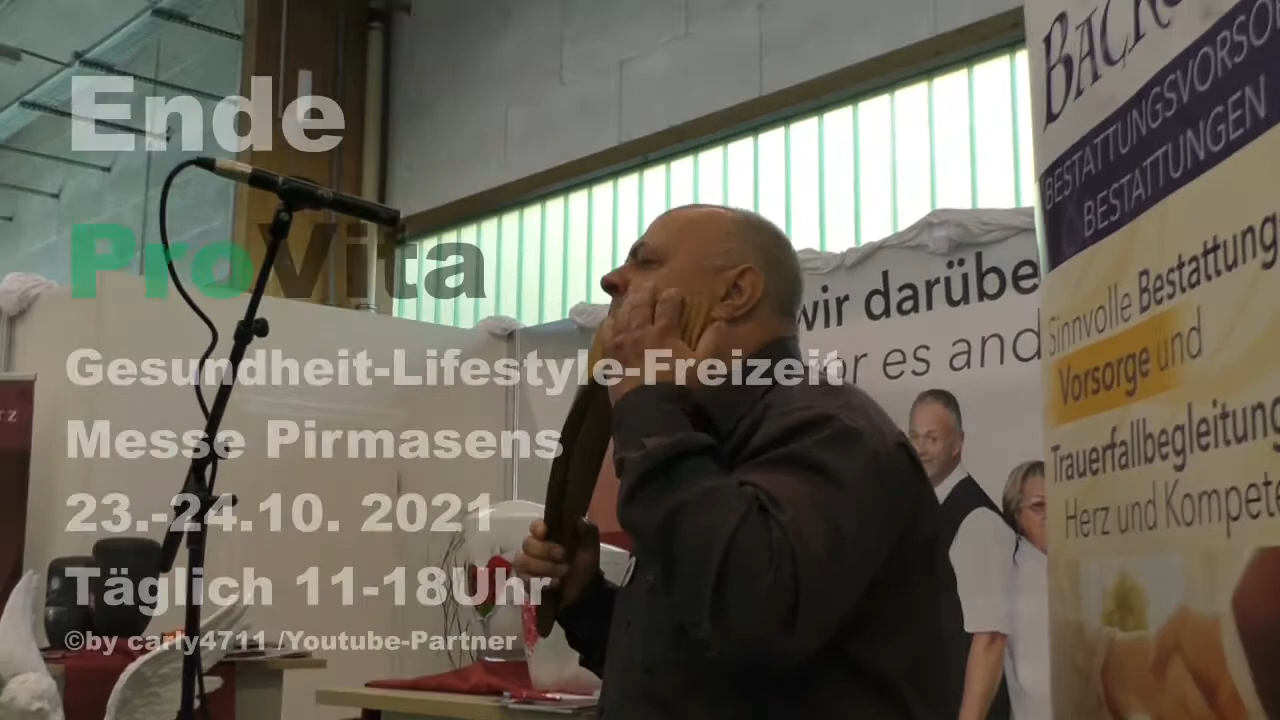 Ende
ProVita
Gesundheit-Lifestyle-Freizeit
Messe Pirmasens
23.-24.10. 2021
Täglich 11-18Uhr
©by carly4711 /Youtube-Partner
wir darübe
or es and
BESTATTUNGSVORSO
BESTATTUNGEN
Sinnvolle Bestattung
Vorsorge und
Trauerfallbegleitung
Herz und Kompete